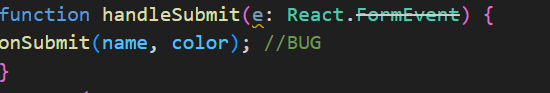 function handleSubmit(e: React.FormEvent) {
onSubmit(name, color); //BUG
}